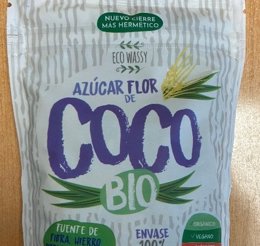 NUEVO CIERRE
MAS HERMÉTICO
ECO WASSY
AZÚCAR FLOR
DE
COCO
BIO
FUENTE DE
FIBRA, HIERRO
ENVASE
100%
ORGÁNICO
VEGANO